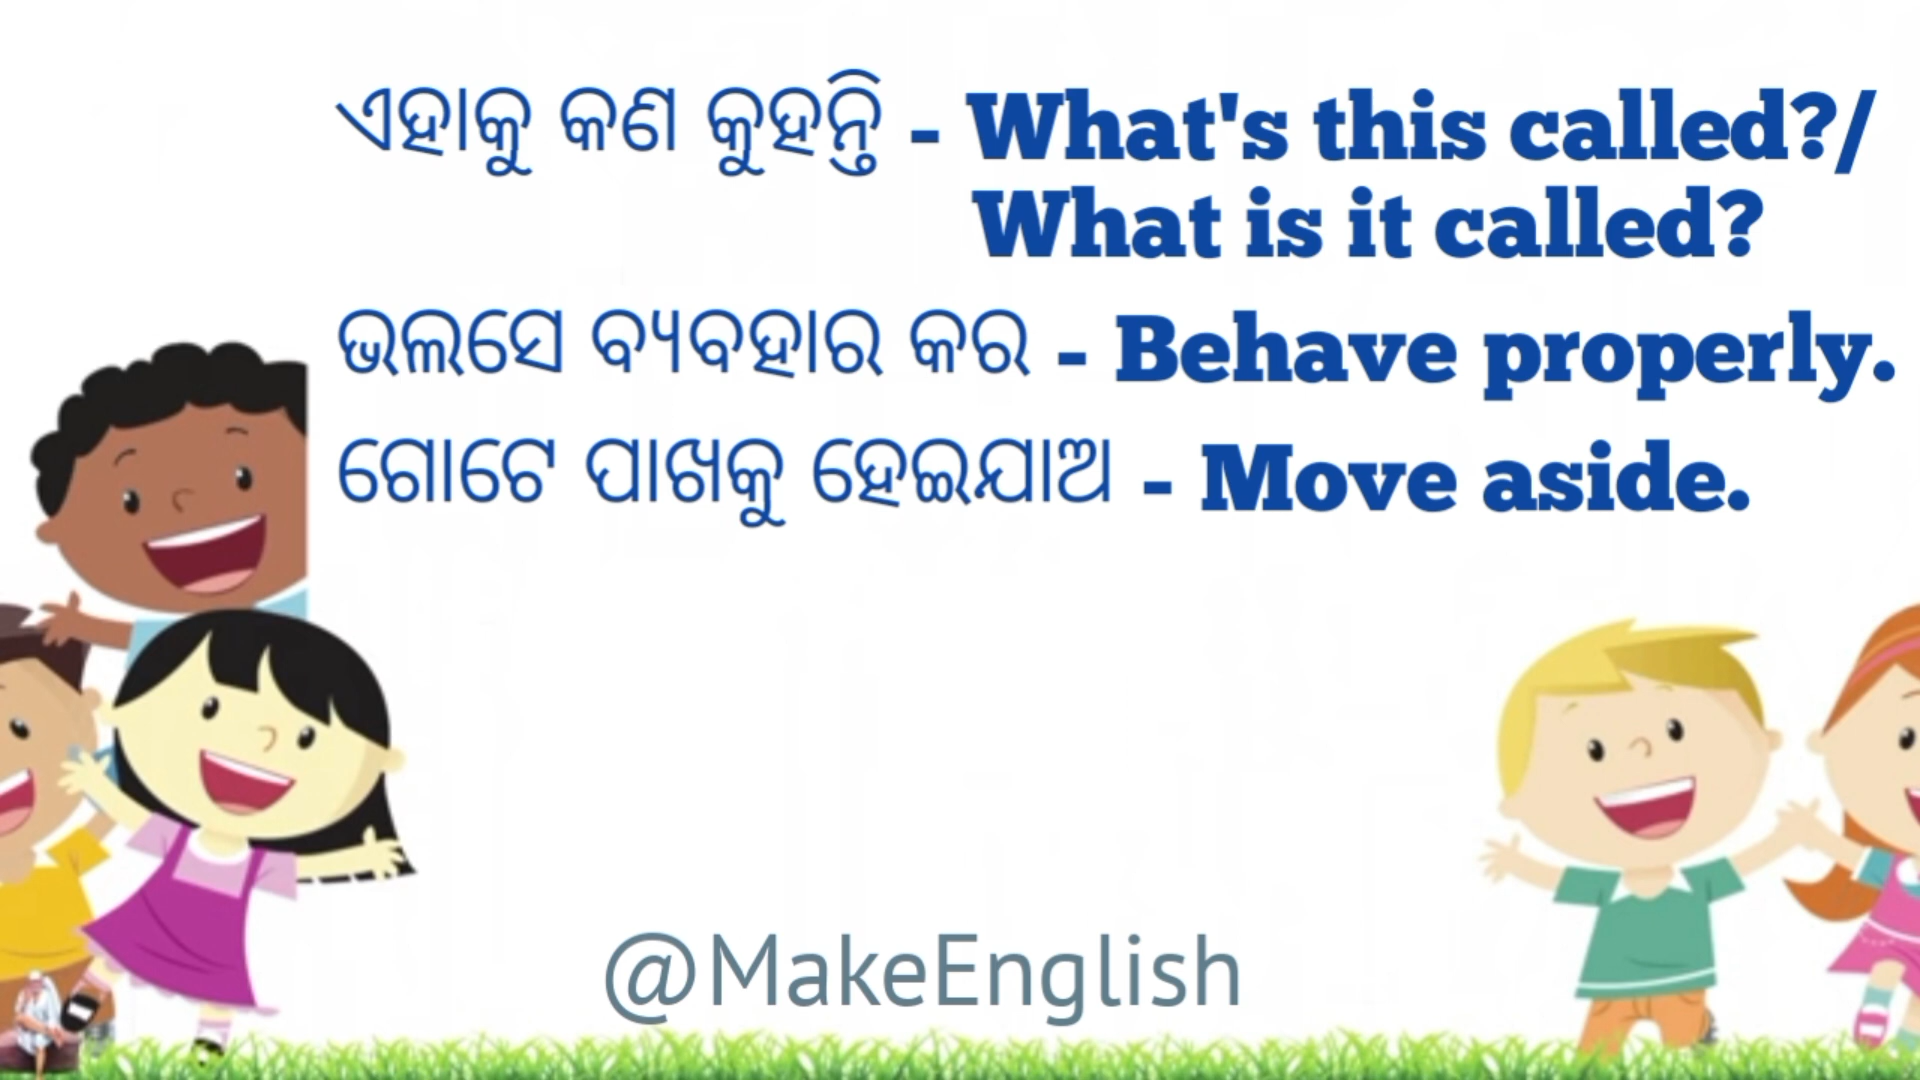 ଏହାକୁ କଣ କୁହନ୍ତି - What's this called?/
What is it called?
ଭଲସେ ବ୍ୟବହାର କର - Behave properly.
ଗୋଟେ ପାଖକୁ ହେଇଯାଅ - Move aside.
@MakeEnglish